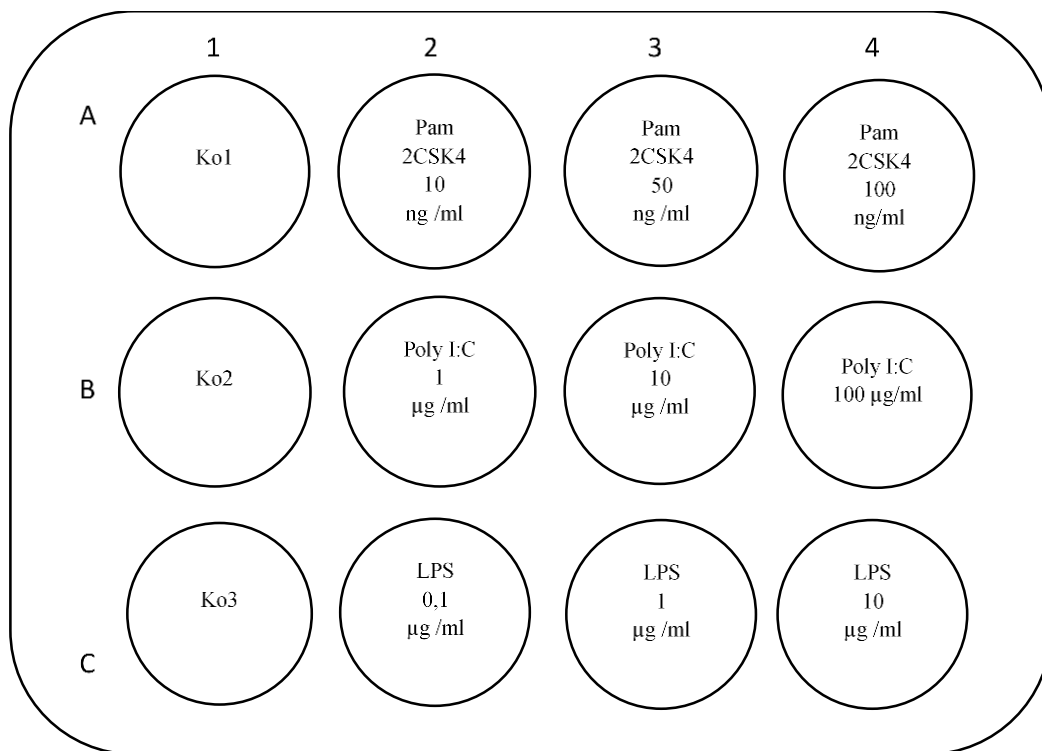 1 2 3 4
A
Ko1
Pam
2CSK4
10
ng /ml
Pam
2CSK4
50
ng /ml
Pam
2CSK4
100
ng/ml
B
Ko2
Poly I:C
1
µg /ml
Poly I:C
10
µg /ml
Poly I:C
100 µg/ml
C
Ko3
LPS
0,1
µg /ml
LPS
1
µg /ml
LPS
10
µg /ml